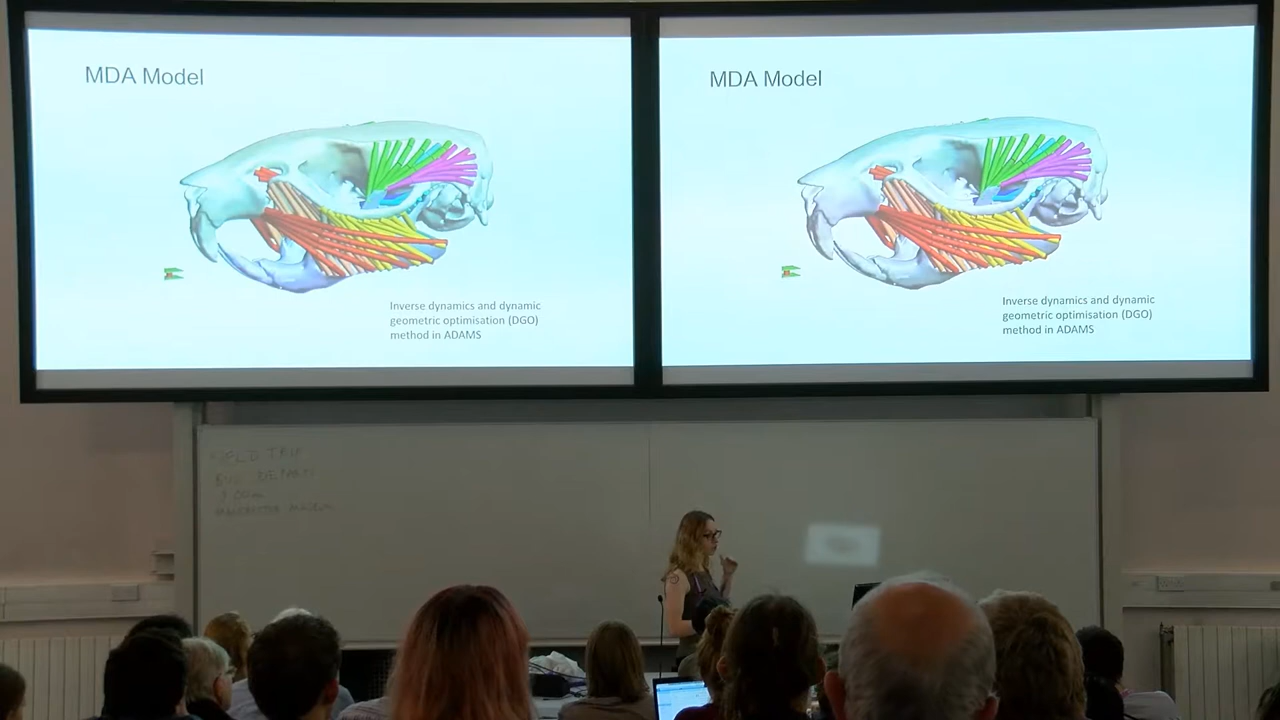 MDA Model
Inverse dynamics and dynamic
geometric optimisation (DGO)
method in ADAMS
MDA Model
Inverse dynamics and dynamic
geometric optimisation (DGO)
method in ADAMS
TRIP